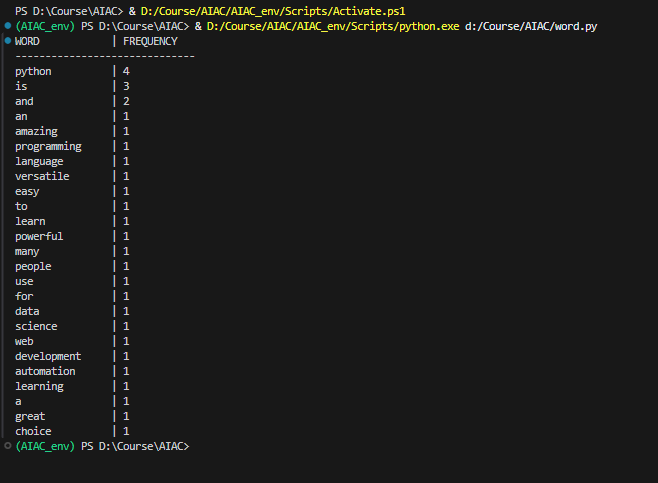 PS D:\Course\AIAC> & D:/Course/AIAC/AIAC_env/Scripts/Activate.ps1
(AIAC_env) PS D:\Course\AIAC> & D:/Course/AIAC/AIAC_env/Scripts/python.exe d:/Course/AIAC/word.py
WORD            | FREQUENCY
------------------------------
python          | 4
is              | 3
and             | 2
an              | 1
amazing         | 1
programming     | 1
language        | 1
versatile       | 1
easy            | 1
to              | 1
learn           | 1
powerful        | 1
many            | 1
people          | 1
use             | 1
for             | 1
data            | 1
science         | 1
web             | 1
development     | 1
automation      | 1
learning        | 1
a               | 1
great           | 1
choice          | 1
(AIAC_env) PS D:\Course\AIAC>